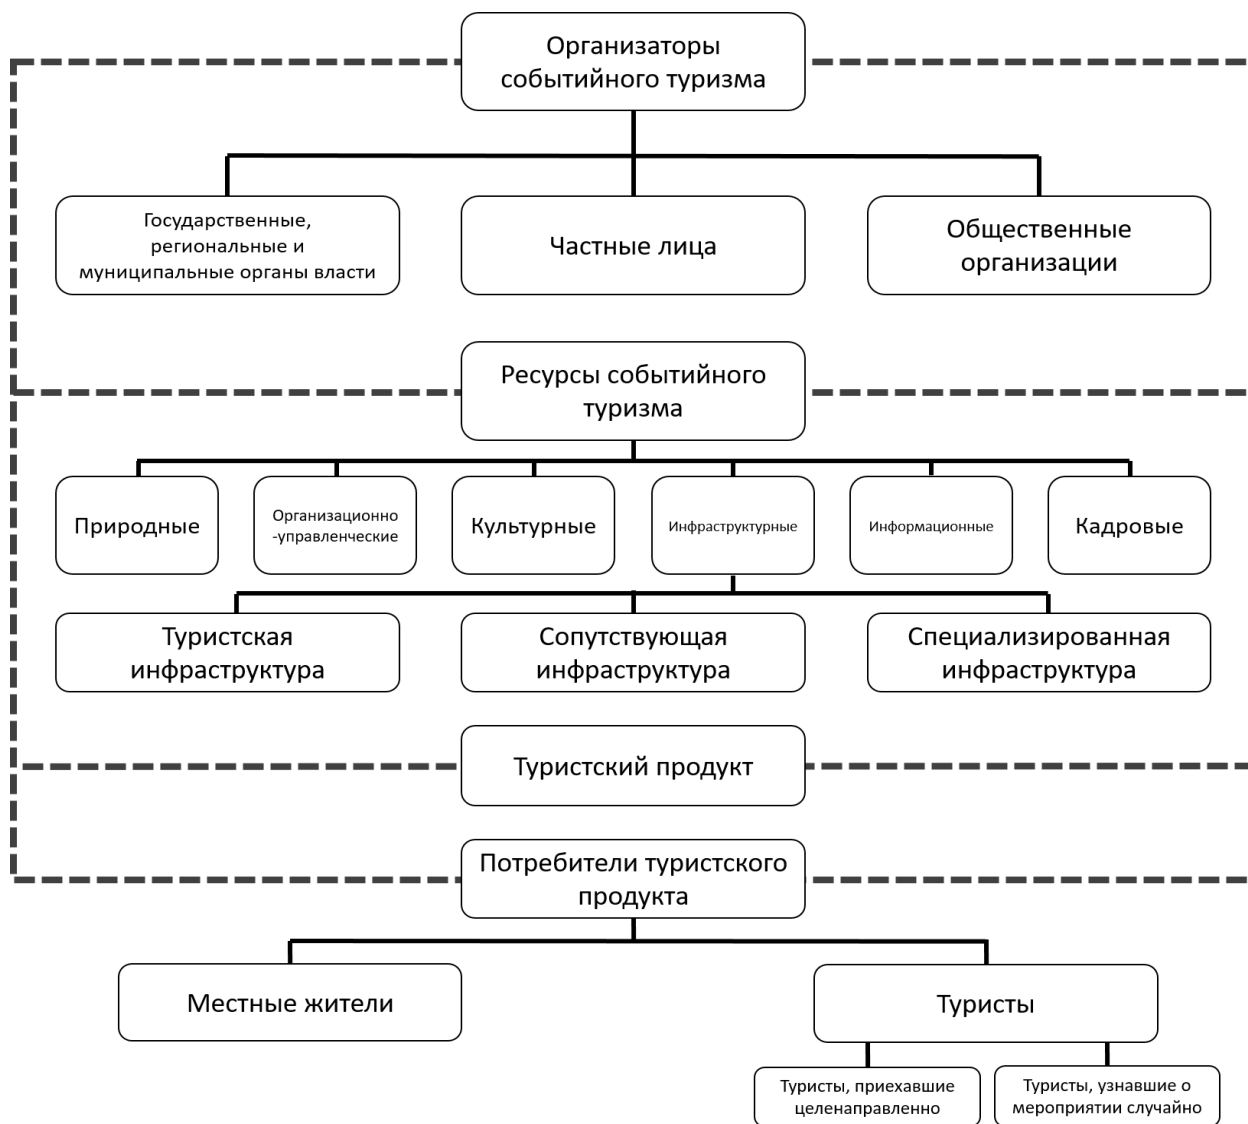 Организаторы
событийного туризма
Государственные,
региональные и
муниципальные органы власти
Частные лица
Общественные
организации
Ресурсы событийного
туризма
Природные
Организационно
-управленческие
Культурные
Инфраструктурные
Информационные
Кадровые
Туристская
инфраструктура
Сопутствующая
инфраструктура
Специализированная
инфраструктура
Туристский продукт
Потребители туристского
продукта
Местные жители
Туристы
Туристы, приехавшие
целенаправленно
Туристы, узнавшие о
мероприятии случайно